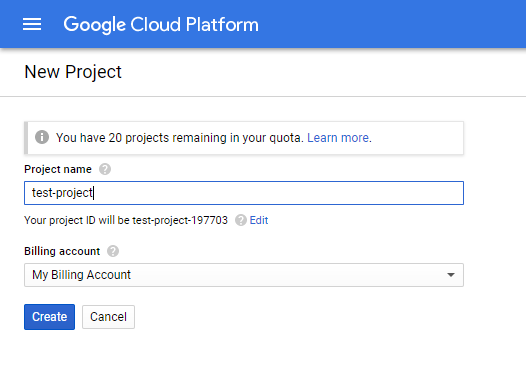 Google Cloud Platform
New Project
You have 20 projects remaining in your quota. Learn more.
Project name
test-project
Your project ID will be test-project-197703 Edit
Billing account
My Billing Account
Create Cancel